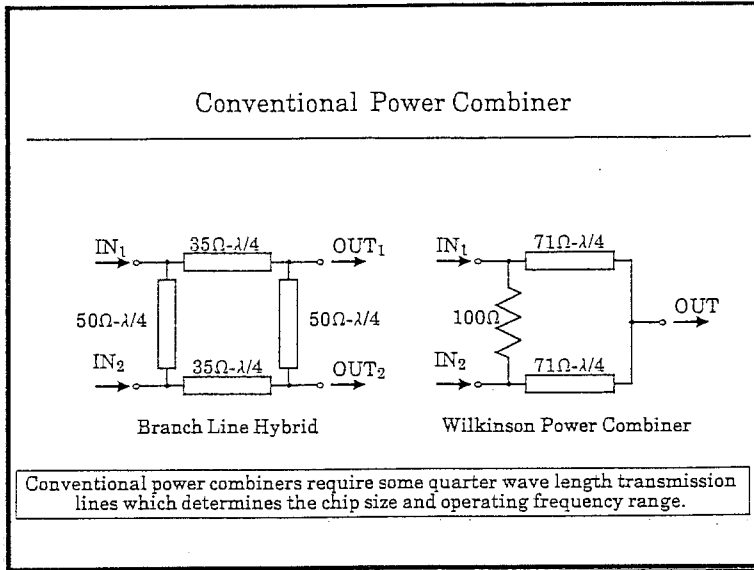 Conventional Power Combiner
IN₁
35Ω-λ/4
OUT₁
50Ω-λ/4
50Ω-λ/4
IN₂
35Ω-λ/4
OUT₂
Branch Line Hybrid
IN₁
71Ω-λ/4
100Ω
OUT
IN₂
71Ω-λ/4
Wilkinson Power Combiner
Conventional power combiners require some quarter wave length transmission
lines which determines the chip size and operating frequency range.